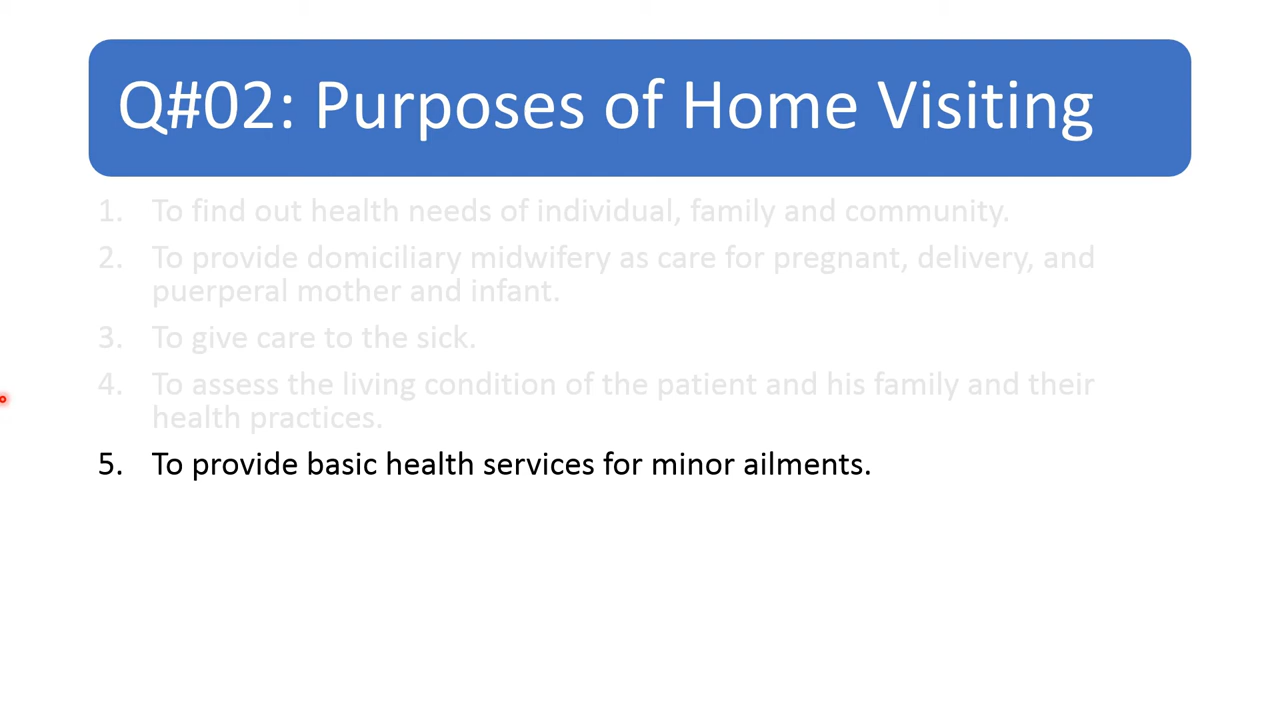 Q#02: Purposes of Home Visiting
1. To find out health needs of individual, family and community.
2. To provide domiciliary midwifery as care for pregnant, delivery, and
puerperal mother and infant.
3. To give care to the sick.
4. To assess the living condition of the patient and his family and their
health practices.
5. To provide basic health services for minor ailments.